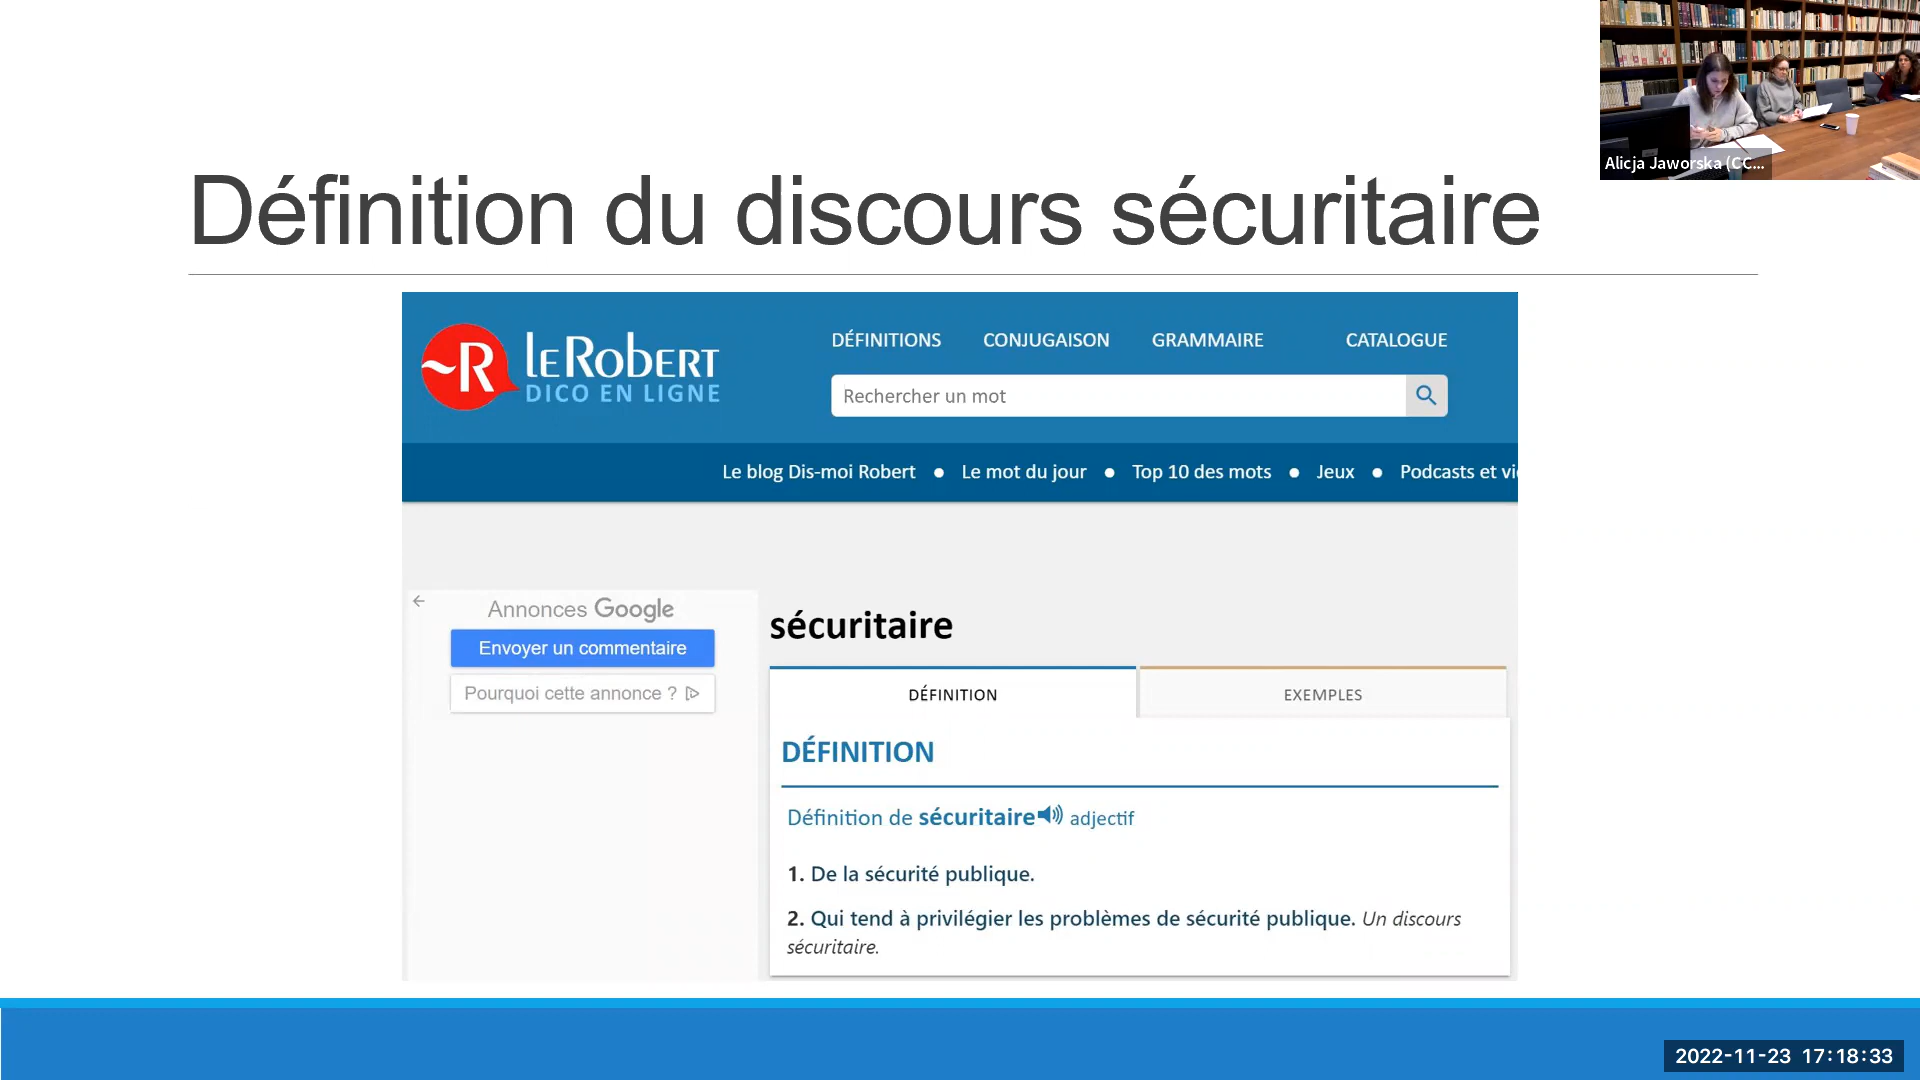 Alicja Jaworska (CC...
Définition du discours sécuritaire
~R
leRobert
DICO EN LIGNE
DÉFINITIONS CONJUGAISON GRAMMAIRE CATALOGUE
Rechercher un mot
Le blog Dis-moi Robert • Le mot du jour • Top 10 des mots • Jeux • Podcasts et vi
Annonces Google
Envoyer un commentaire
Pourquoi cette annonce ?
sécuritaire
DÉFINITION EXEMPLES
DÉFINITION
Définition de sécuritaire adjectif
1. De la sécurité publique.
2. Qui tend à privilégier les problèmes de sécurité publique. Un discours
sécuritaire.
2022-11-23 17:18:33